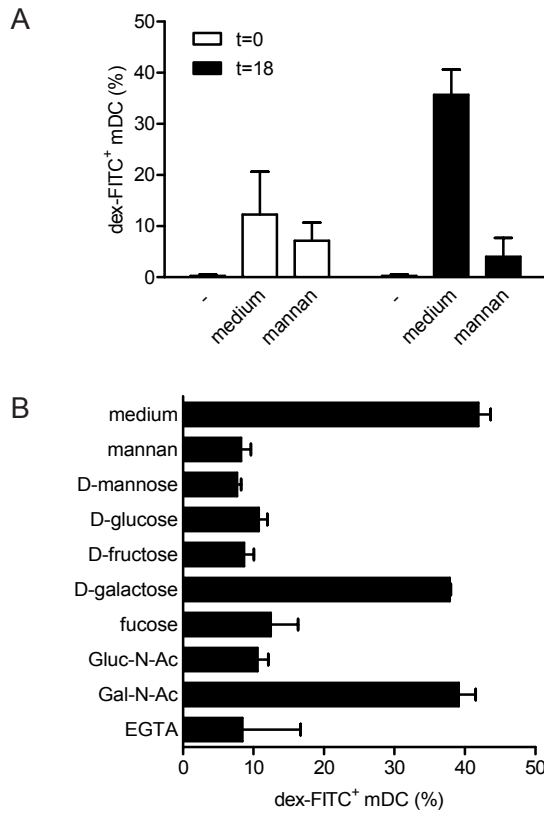 A
dex-FITC⁺ mDC (%)
50
40
30
20
10
0
t=0
t=18
-
medium
mannan
-
medium
mannan
B
medium
mannan
D-mannose
D-glucose
D-fructose
D-galactose
fucose
Gluc-N-Ac
Gal-N-Ac
EGTA
0 10 20 30 40 50
dex-FITC⁺ mDC (%)